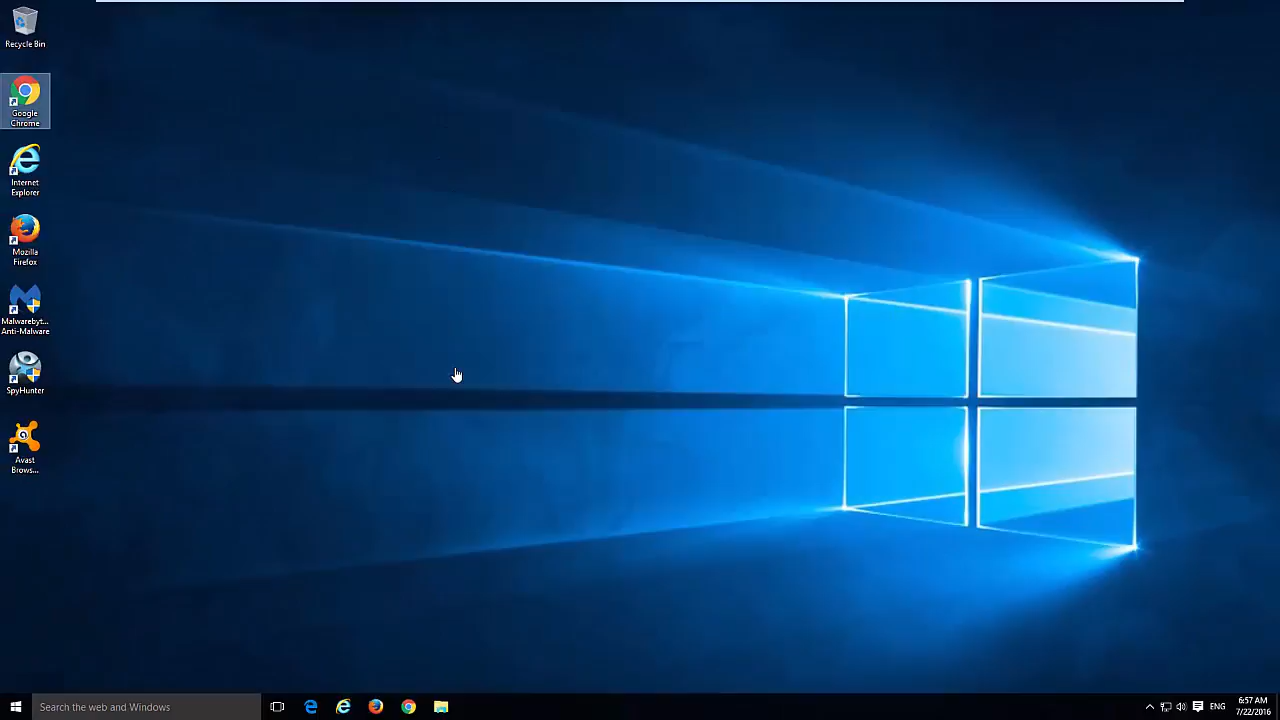 Recycle Bin
Google
Chrome
Internet
Explorer
Mozilla
Firefox
Malwarebyt...
Anti-Malware
SpyHunter
Avast
Brows...
Search the web and Windows
ENG
6:57 AM
7/22/2016